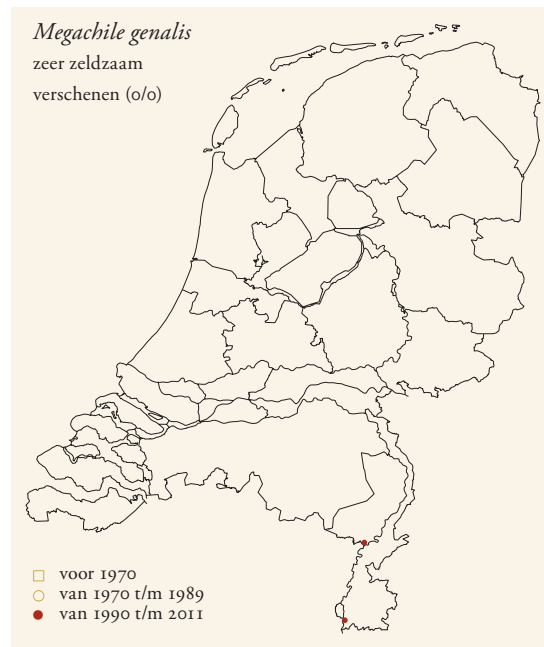 Megachile genalis
zeer zeldzaam
verschenen (0/0)
voor 1970
van 1970 t/m 1989
van 1990 t/m 2011